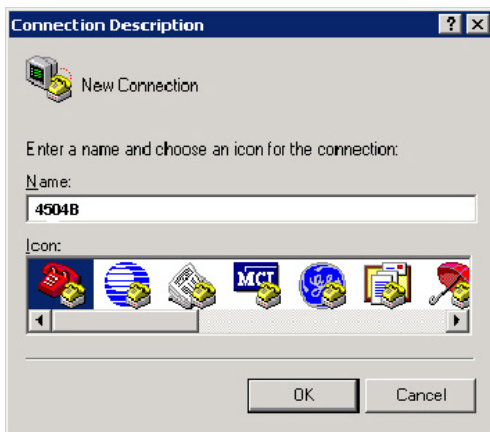 Connection Description
New Connection
Enter a name and choose an icon for the connection:
Name:
4504B
Icon:
MCI
OK
Cancel